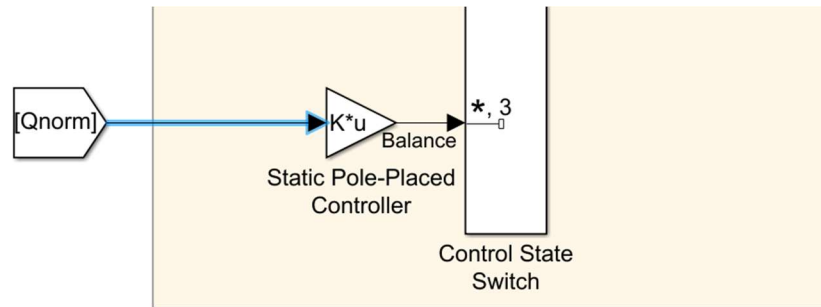 [Qnorm]
K*u
Balance
*, 3
Static Pole-Placed
Controller
Control State
Switch